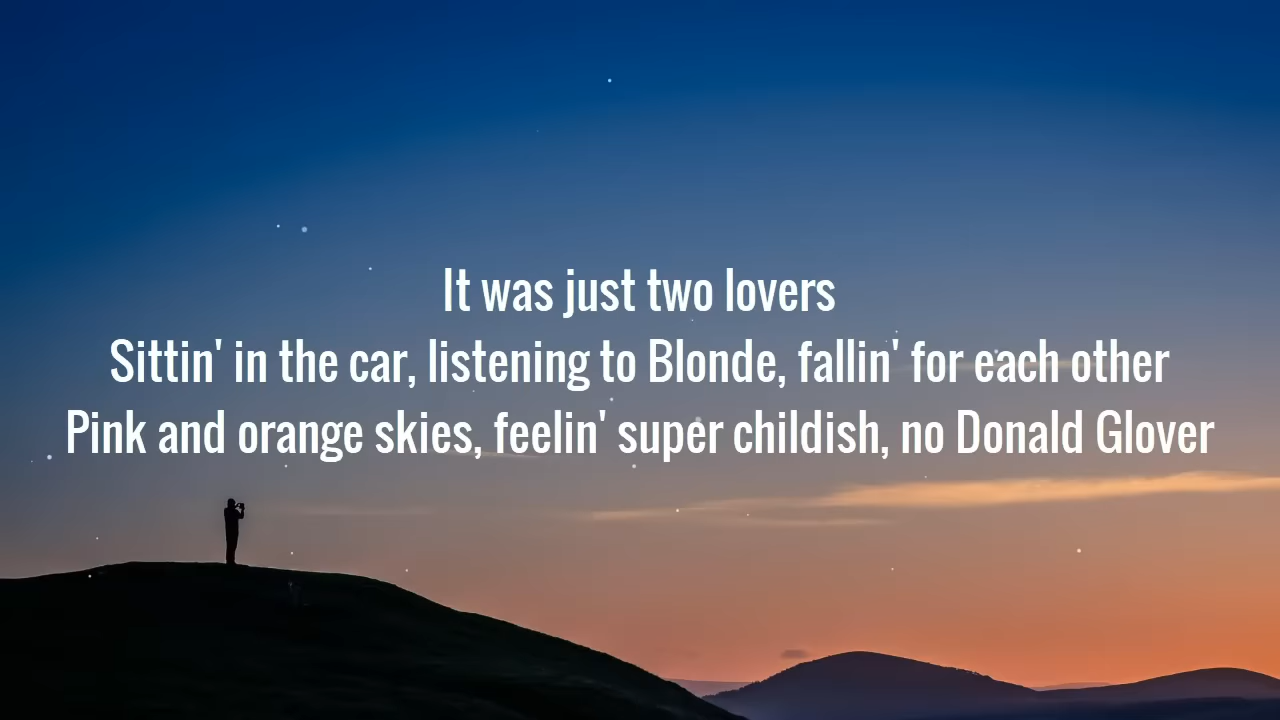 It was just two lovers
Sittin' in the car, listening to Blonde, fallin' for each other
Pink and orange skies, feelin' super childish, no Donald Glover